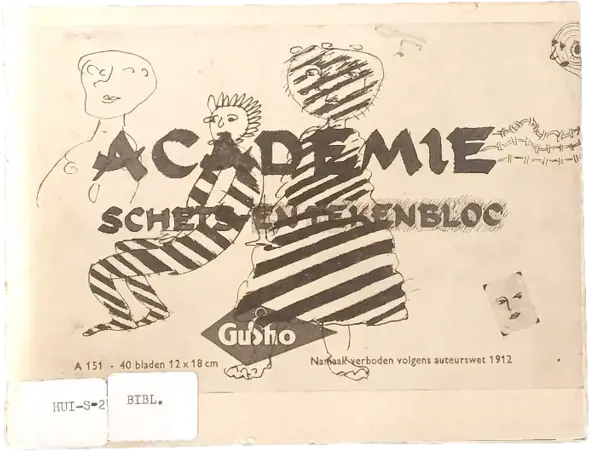 ACADEMIE
SCHETS- EN TEKENBLOC
Gusho
A 151 - 40 bladen 12 x 18 cm
Namaak verboden volgens auteurswet 1912
HUI-S-2
BIBL.